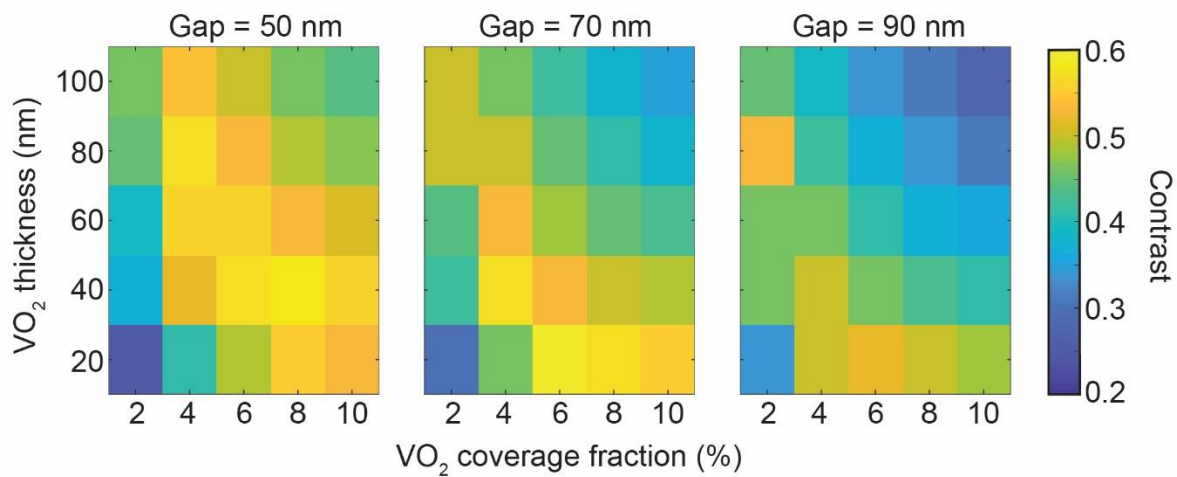 Gap = 50 nm
Gap = 70 nm
Gap = 90 nm
VO₂ thickness (nm)
100
80
60
40
20
2 4 6 8 10
2 4 6 8 10
2 4 6 8 10
VO₂ coverage fraction (%)
0.6
0.5
0.4
0.3
0.2
Contrast